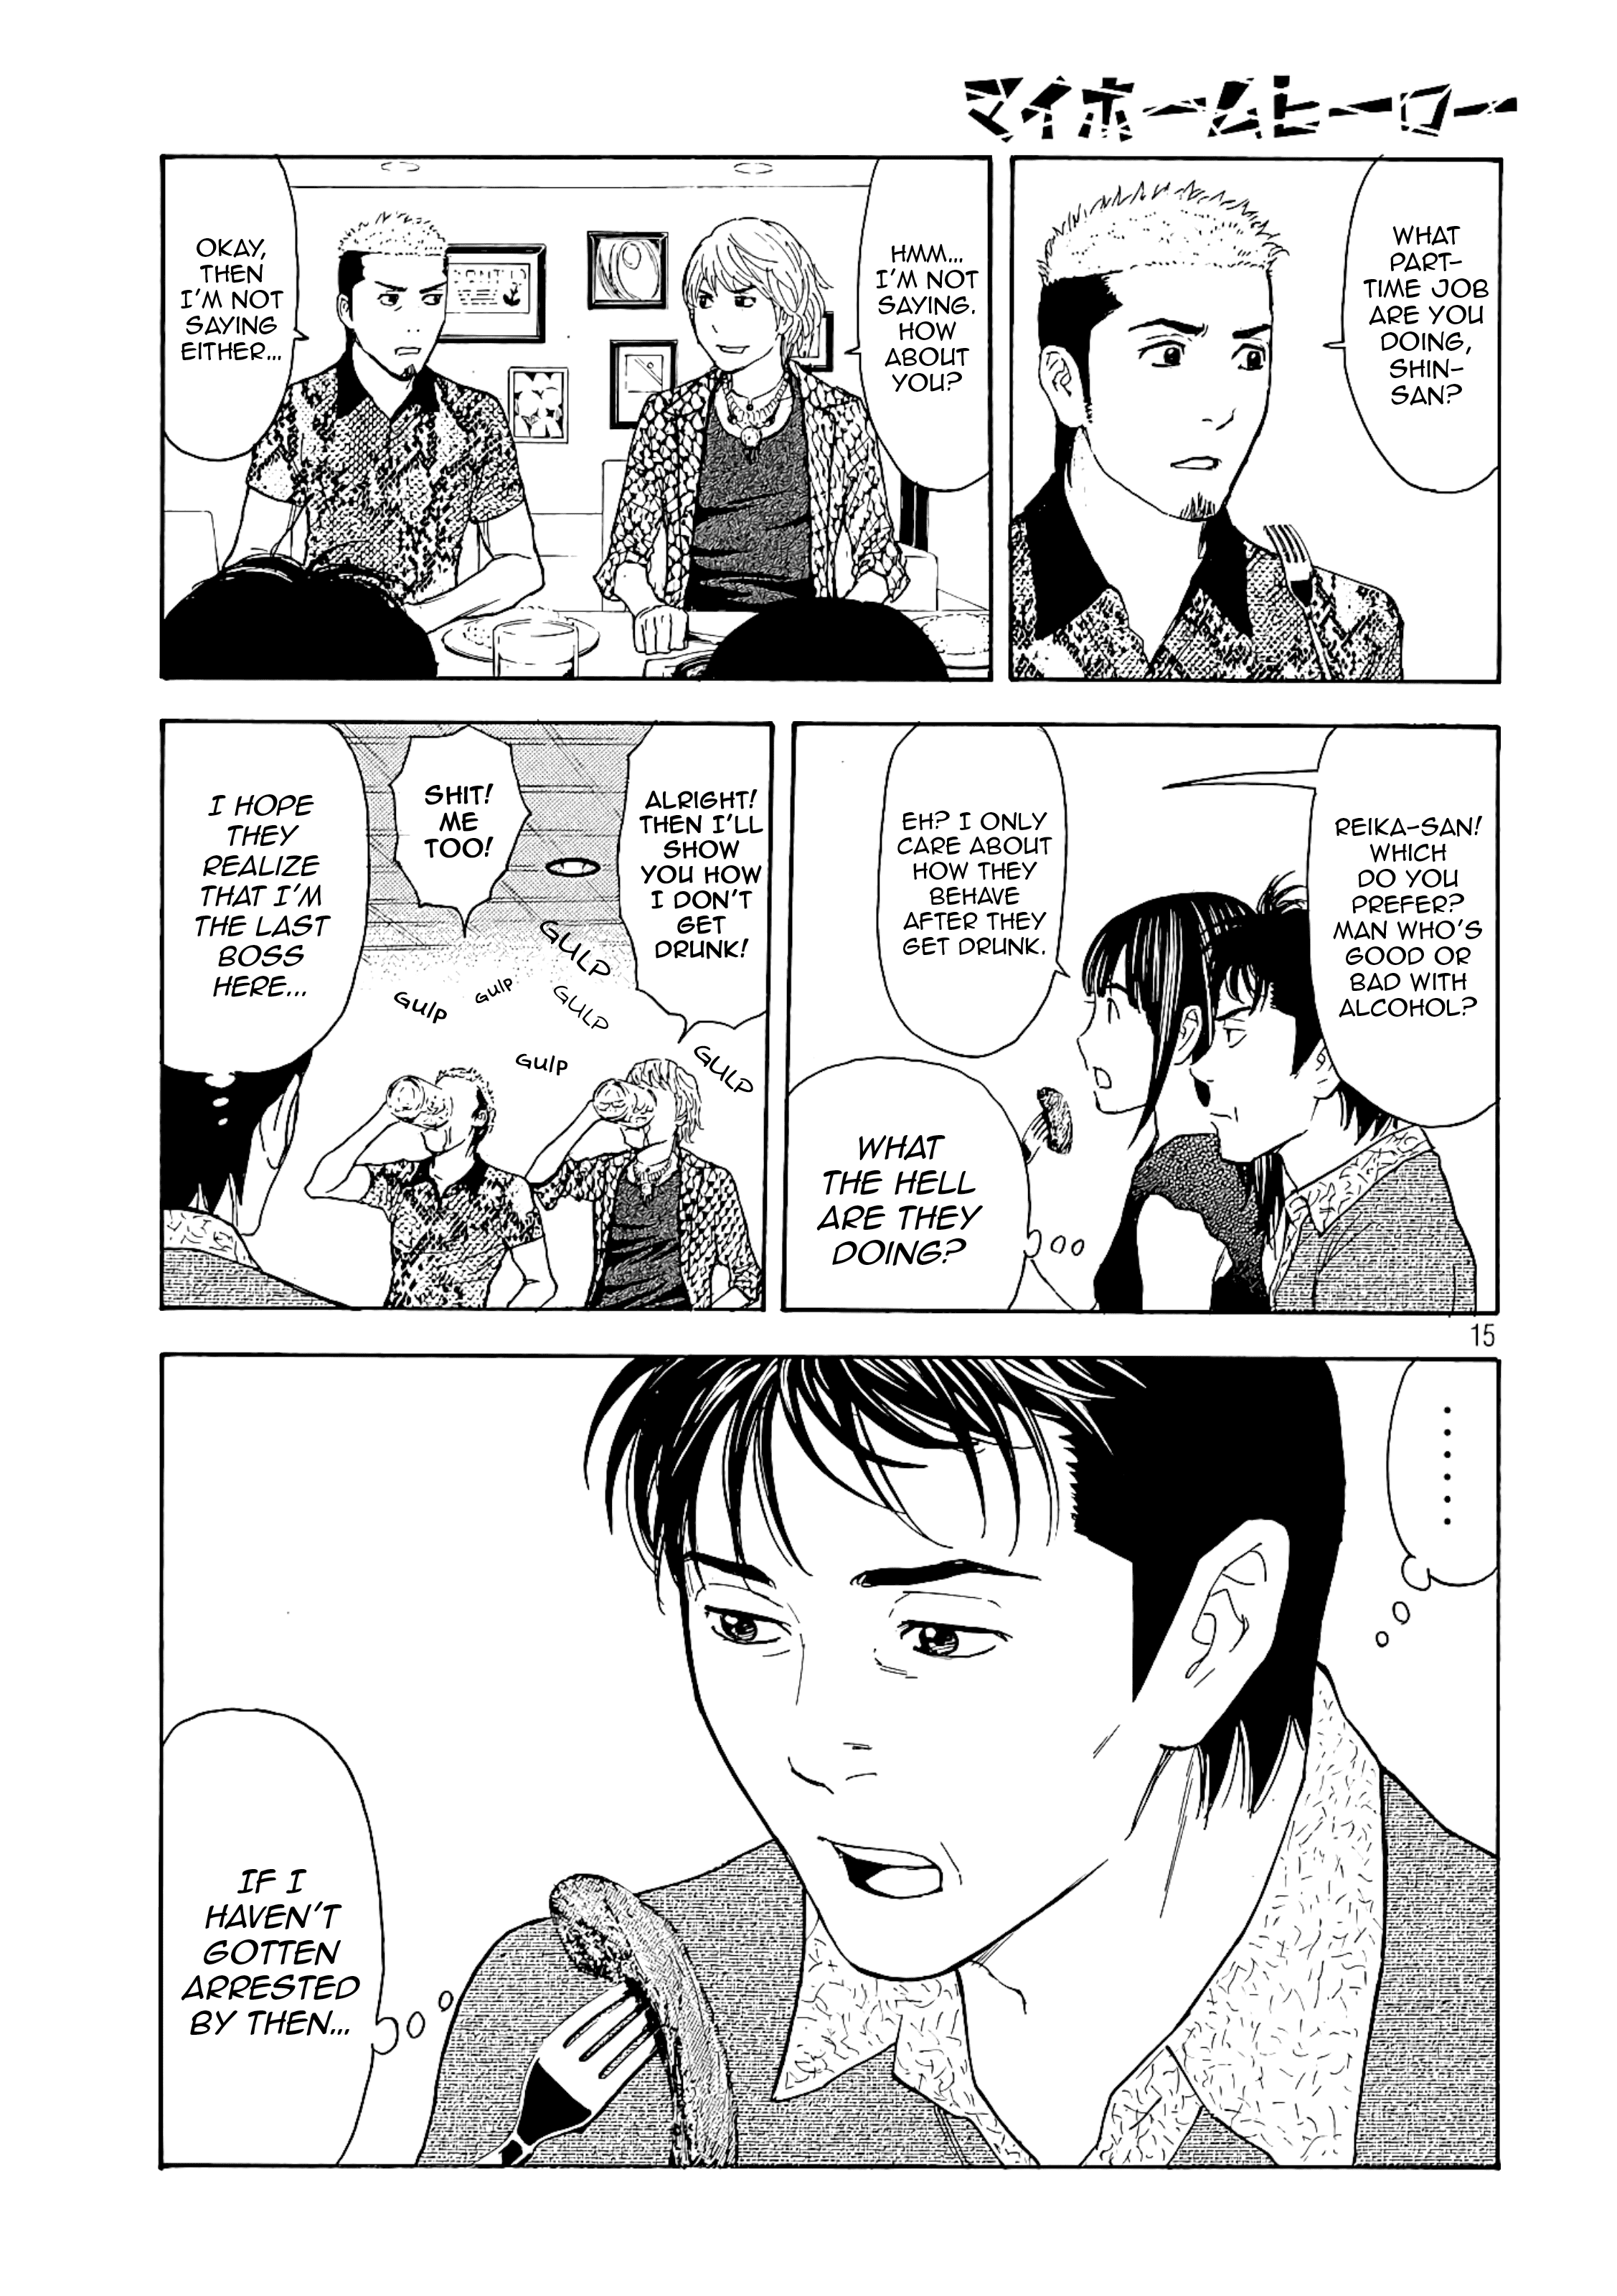 マイホームヒーロー
WHAT
PART-
TIME JOB
ARE YOU
DOING,
SHIN-
SAN?
HMM...
I'M NOT
SAYING.
HOW
ABOUT
YOU?
OKAY,
THEN
I'M NOT
SAYING
EITHER...
REIKA-SAN!
WHICH
DO YOU
PREFER?
MAN WHO'S
GOOD OR
BAD WITH
ALCOHOL?
EH? I ONLY
CARE ABOUT
HOW THEY
BEHAVE
AFTER THEY
GET DRUNK.
WHAT
THE HELL
ARE THEY
DOING?
ALRIGHT!
THEN I'LL
SHOW
YOU HOW
I DON'T
GET
DRUNK!
SHIT!
ME
TOO!
GULP
GULP
GULP
GULP
GULP
GULP
I HOPE
THEY
REALIZE
THAT I'M
THE LAST
BOSS
HERE...
15
......
IF I
HAVEN'T
GOTTEN
ARRESTED
BY THEN...